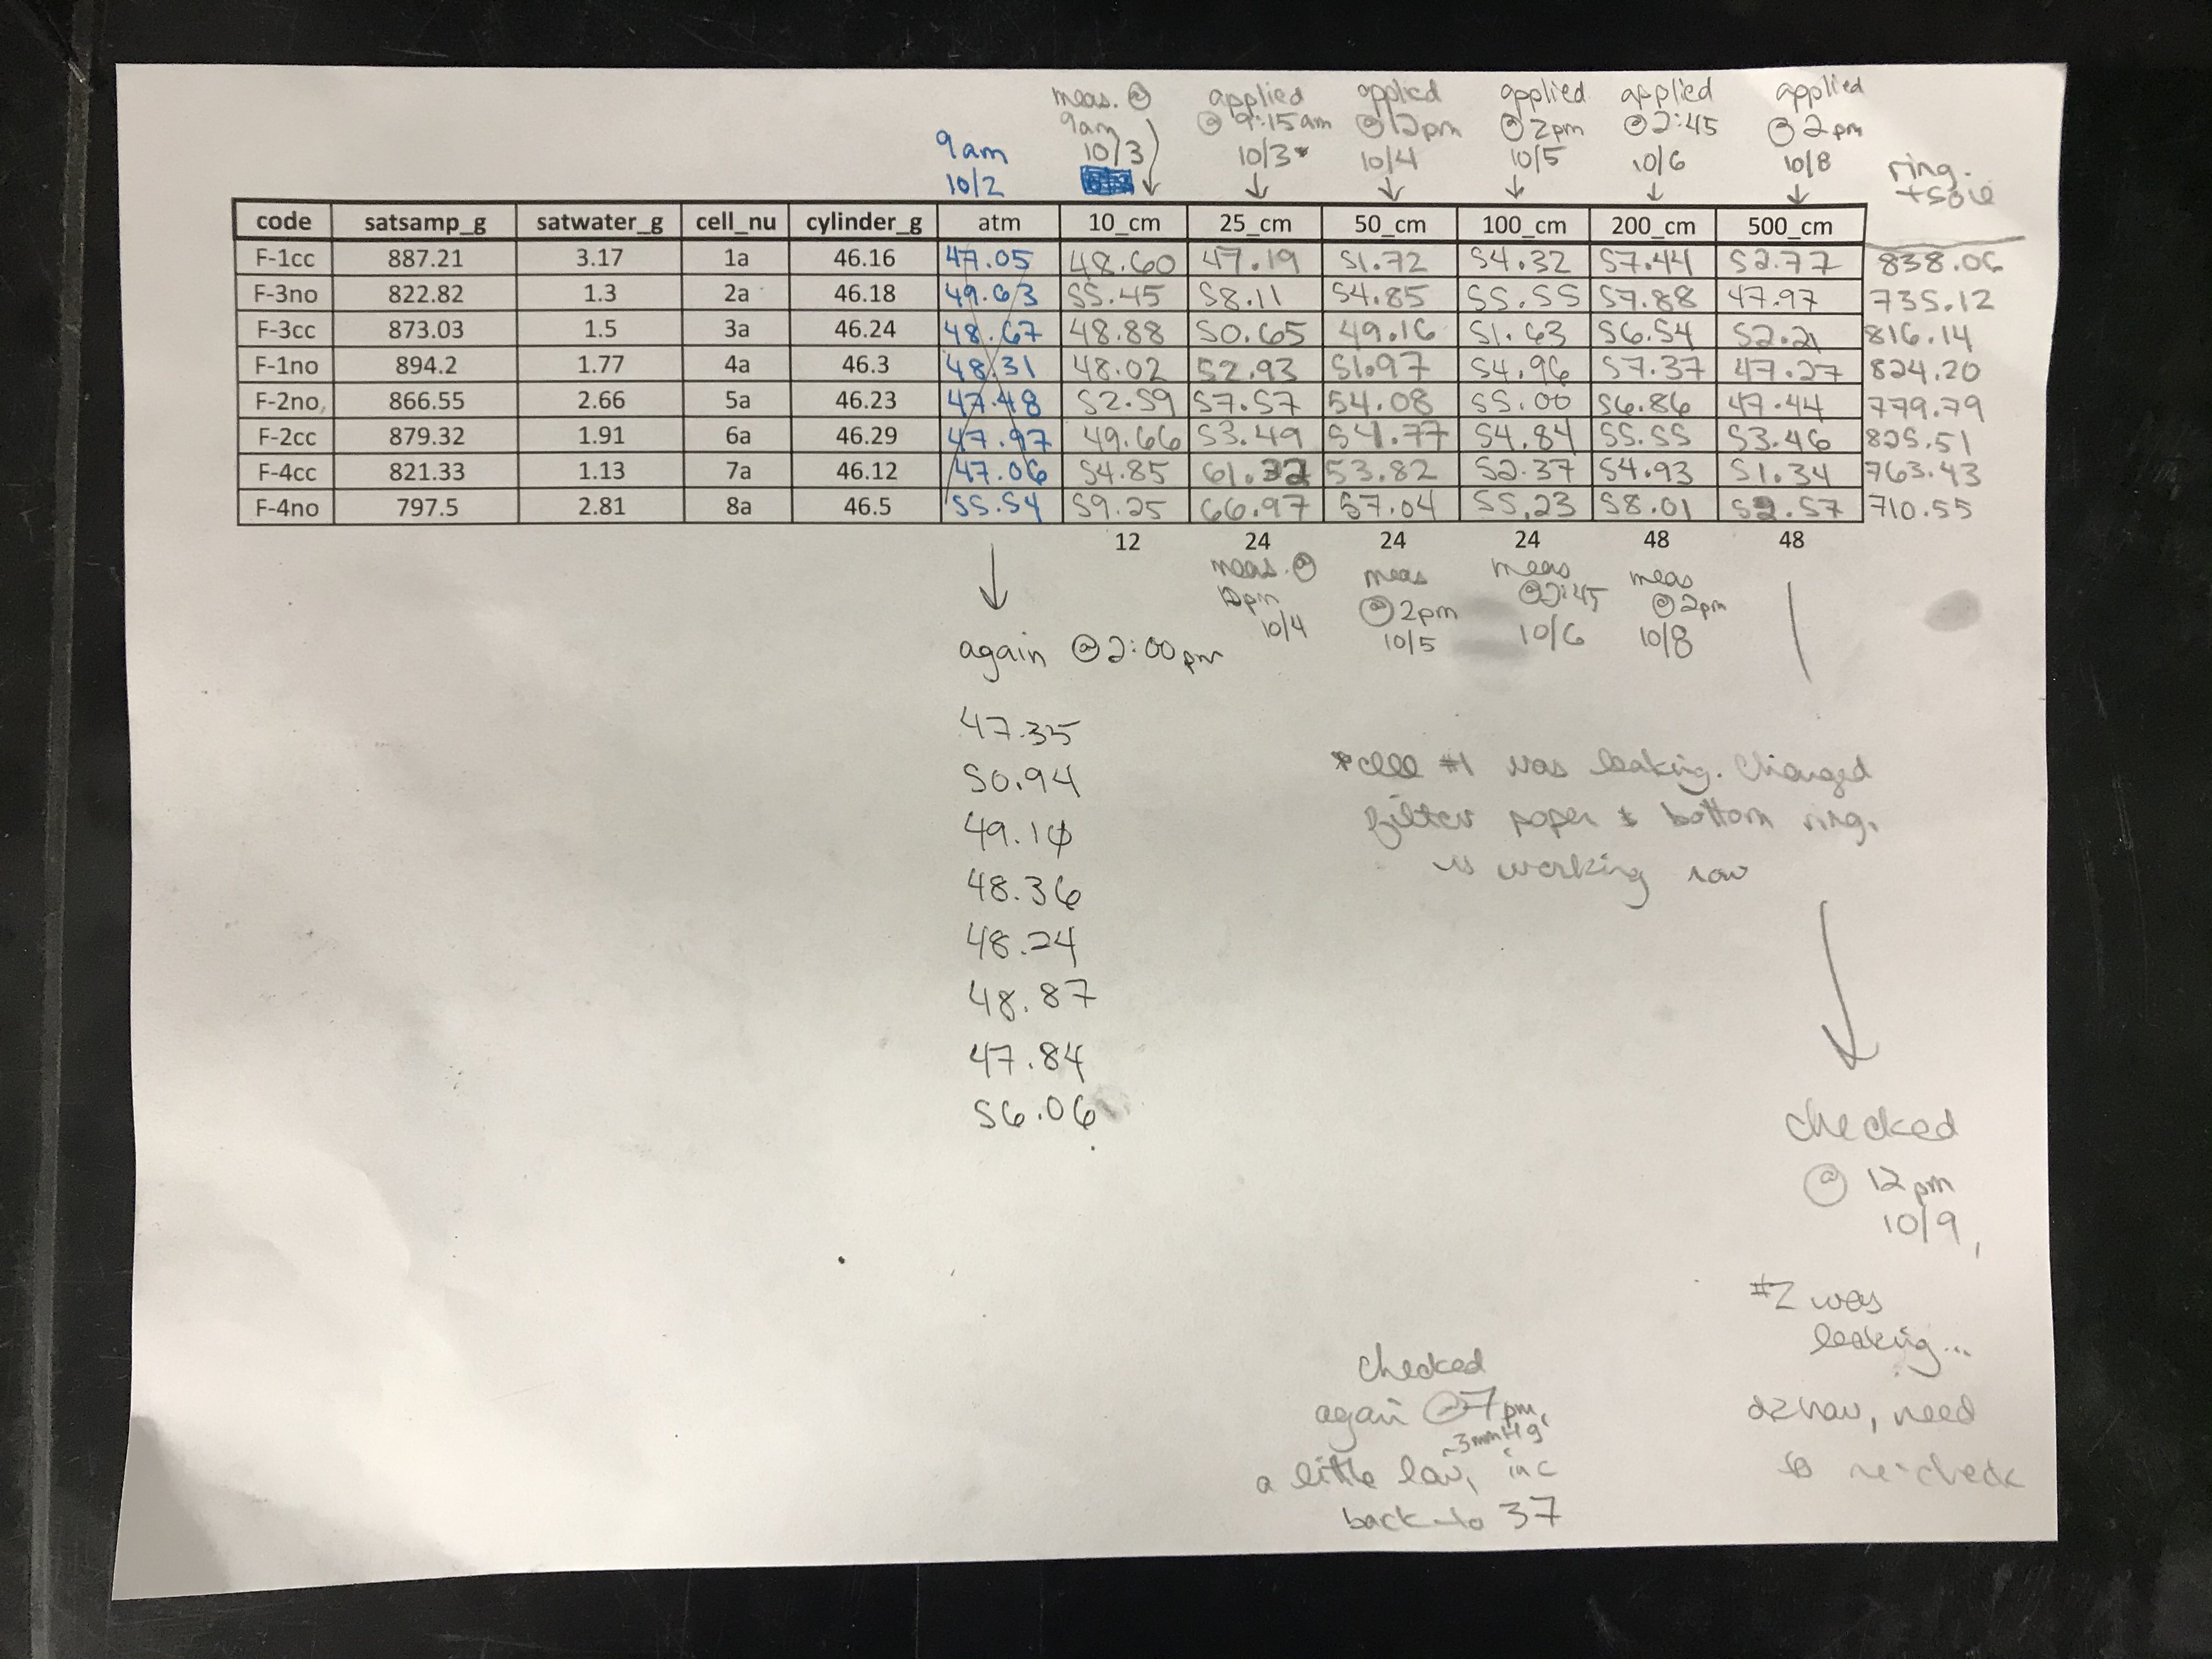 meas. @ applied applied applied applied applied
9am @ 9:15am @ 12pm @ 2pm @ 2:45 @ 2pm
9am 10/3 10/3* 10/4 10/5 10/6 10/8 ring.
10/2 + soil
code satsamp_g satwater_g cell_nu cylinder_g atm 10_cm 25_cm 50_cm 100_cm 200_cm 500_cm
F-1cc 887.21 3.17 1a 46.16 47.05 48.60 47.19 51.72 54.32 57.44 52.77 838.06
F-3no 822.82 1.3 2a 46.18 49.63 55.45 58.11 54.85 55.55 57.88 47.97 735.12
F-3cc 873.03 1.5 3a 46.24 48.67 48.88 50.65 49.16 51.63 56.54 52.21 816.14
F-1no 894.2 1.77 4a 46.3 48.31 48.02 52.93 51.97 54.96 57.37 47.27 824.20
F-2no, 866.55 2.66 5a 46.23 47.48 52.59 57.57 54.08 55.00 56.86 47.44 779.79
F-2cc 879.32 1.91 6a 46.29 47.97 49.66 53.49 54.77 54.84 55.55 53.46 825.51
F-4cc 821.33 1.13 7a 46.12 47.06 54.85 61.32 53.82 52.37 54.93 51.34 763.43
F-4no 797.5 2.81 8a 46.5 55.54 59.25 66.97 57.04 55.23 58.01 52.57 710.55
12 24 24 24 48 48
meas. @ meas meas meas
12pm @ 2pm @ 2:45 @ 2pm
10/4 10/5 10/6 10/8
again @ 2:00pm
47.35
50.94
49.10
48.36
48.24
48.87
47.84
56.06
*cell #1 was leaking. Changed
filter paper & bottom ring.
is working now
checked
@ 12pm
10/9,
#2 was
leaking...
need
to re-check
checked
again @ 7pm,
~3mmHg
a little low, inc
back to 37